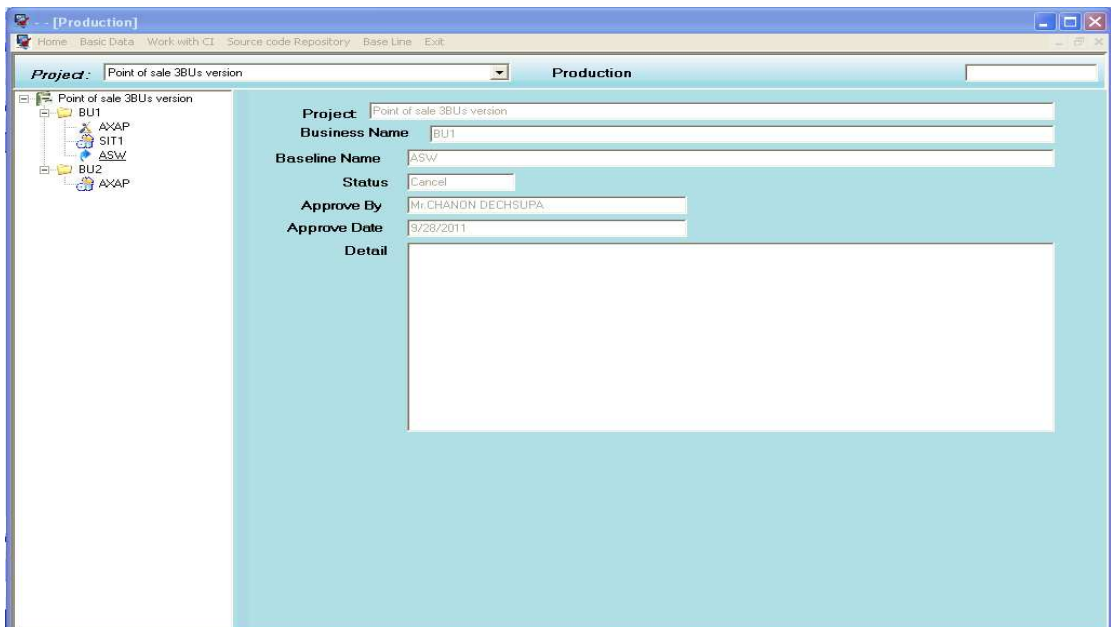 - - [Production]
Home Basic Data Work with CI Source code Repository Base Line Exit
Project: Point of sale 3BUs version Production
Point of sale 3BUs version
BU1
AXAP
SIT1
ASW
BU2
AXAP
Project Point of sale 3BUs version
Business Name BU1
Baseline Name ASW
Status Cancel
Approve By Mr.CHANON DECHSUPA
Approve Date 9/28/2011
Detail